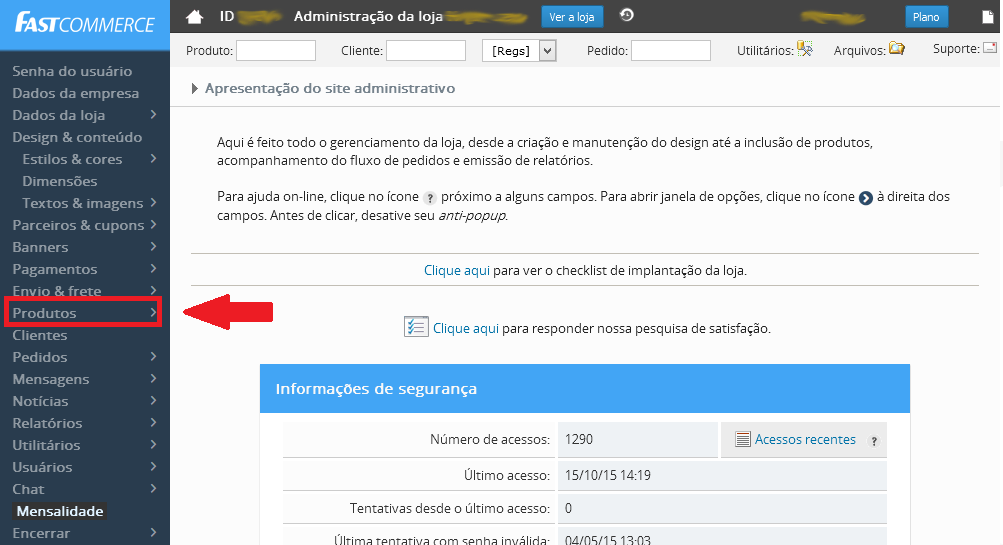 FASTCOMMERCE
ID Administração da loja Ver a loja Plano
Produto: Cliente: [Regs] Pedido: Utilitários: Arquivos: Suporte:
Senha do usuário
Dados da empresa
Dados da loja
Design & conteúdo
Estilos & cores
Dimensões
Textos & imagens
Parceiros & cupons
Banners
Pagamentos
Envio & frete
Produtos
Clientes
Pedidos
Mensagens
Notícias
Relatórios
Utilitários
Usuários
Chat
Mensalidade
Encerrar
Apresentação do site administrativo
Aqui é feito todo o gerenciamento da loja, desde a criação e manutenção do design até a inclusão de produtos,
acompanhamento do fluxo de pedidos e emissão de relatórios.
Para ajuda on-line, clique no ícone ? próximo a alguns campos. Para abrir janela de opções, clique no ícone à direita dos
campos. Antes de clicar, desative seu anti-popup.
Clique aqui para ver o checklist de implantação da loja.
Clique aqui para responder nossa pesquisa de satisfação.
Informações de segurança
Número de acessos: 1290 Acessos recentes ?
Último acesso: 15/10/15 14:19
Tentativas desde o último acesso: 0
Última tentativa com senha inválida: 04/05/15 13:03